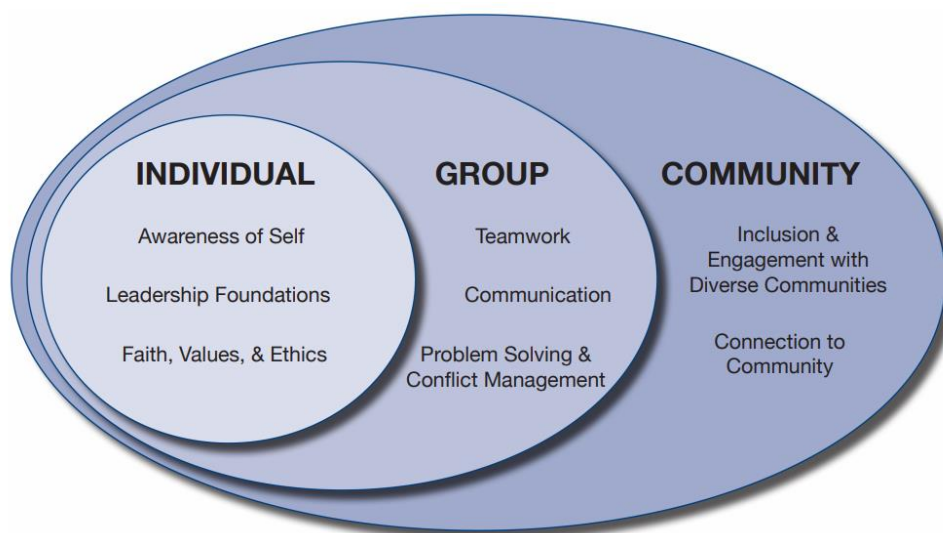 INDIVIDUAL
Awareness of Self
Leadership Foundations
Faith, Values, & Ethics
GROUP
Teamwork
Communication
Problem Solving &
Conflict Management
COMMUNITY
Inclusion &
Engagement with
Diverse Communities
Connection to
Community